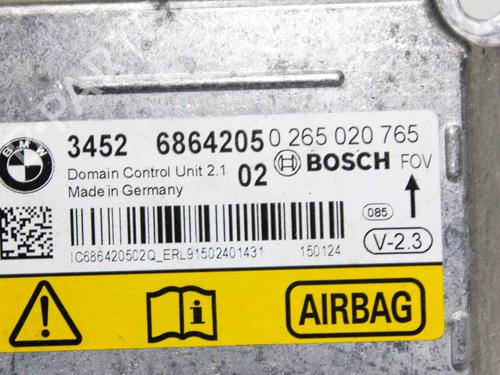 BMW
3452 6864205 0 265 020 765
Domain Control Unit 2.1 02 BOSCH FOV
Made in Germany
085
V-2.3
IC686420502Q_ERL91502401431 150124
AIRBAG